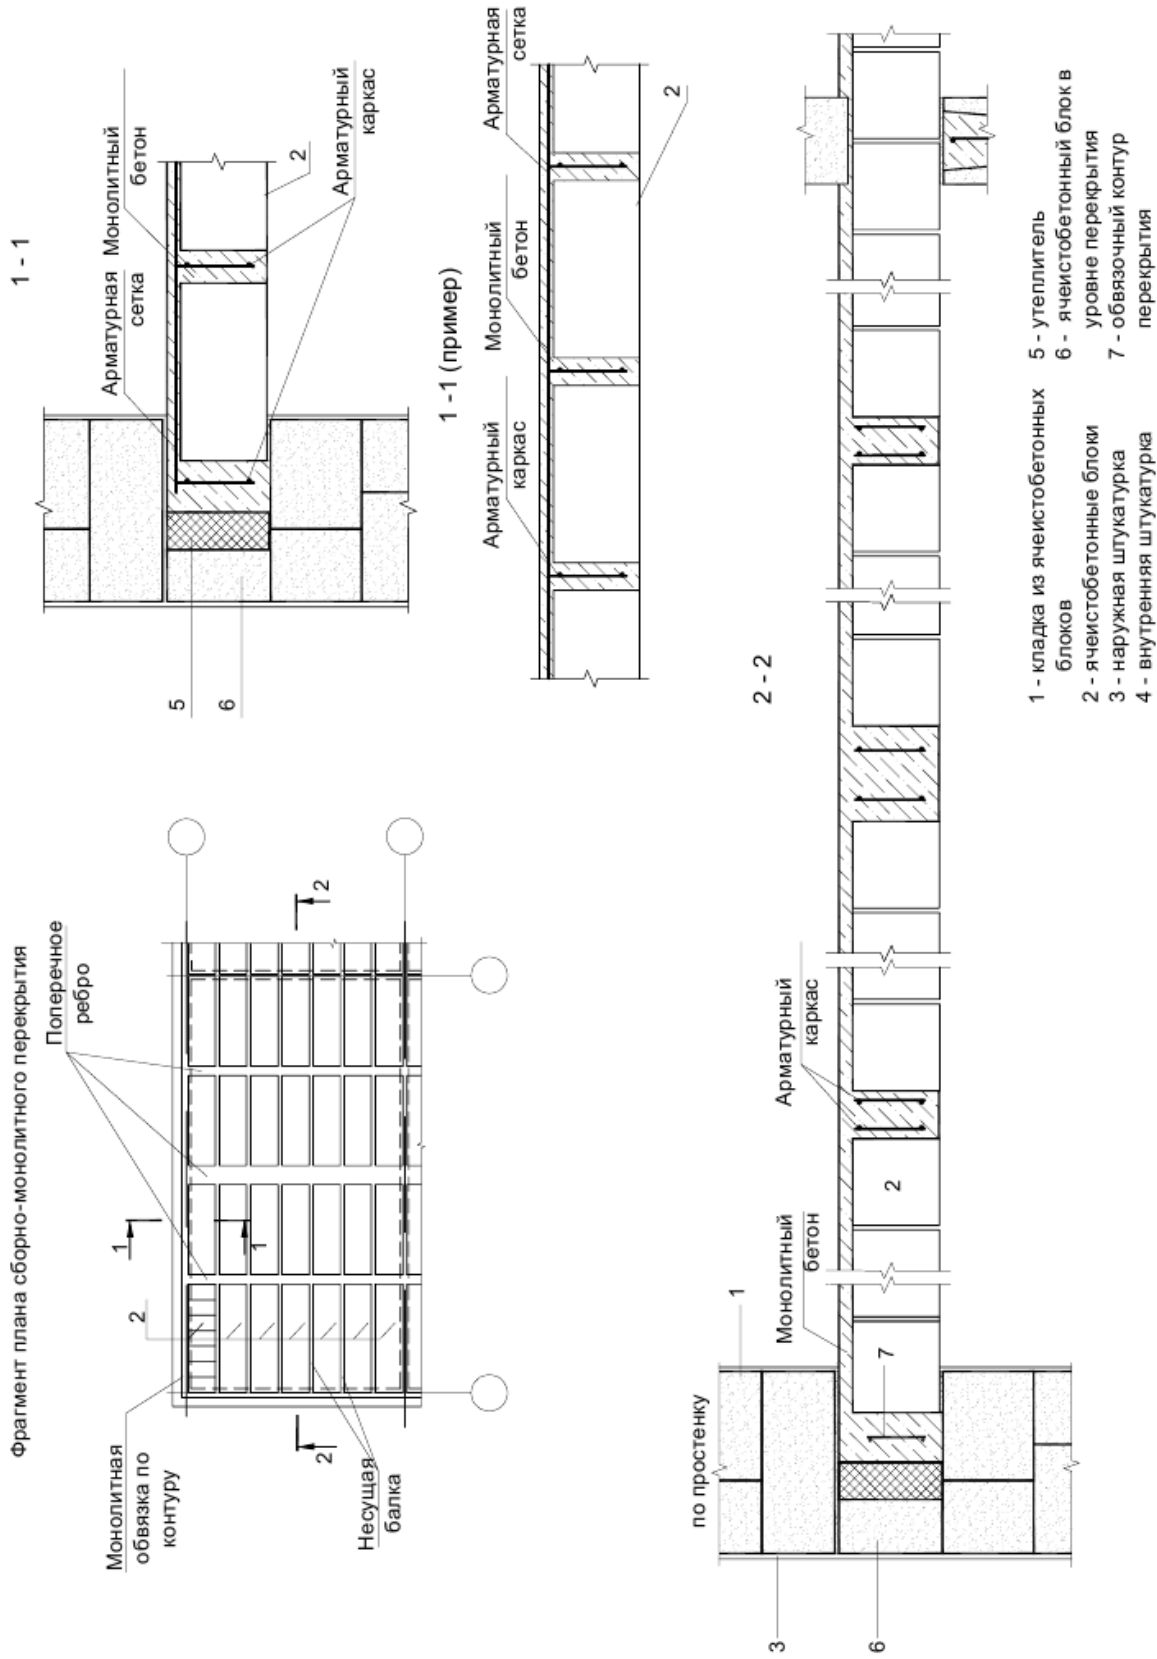 Фрагмент плана сборно-монолитного перекрытия
Монолитная
обвязка по
контуру
Поперечное
ребро
2
1
1
Несущая
балка
2
2
1 - 1
Арматурная
сетка
Монолитный
бетон
2
Арматурный
каркас
5
6
1 - 1 (пример)
Арматурный
каркас
Монолитный
бетон
Арматурная
сетка
2
2 - 2
по простенку
1
Монолитный
бетон
Арматурный
каркас
2
7
3
6
1 - кладка из ячеистобетонных
блоков
2 - ячеистобетонные блоки
3 - наружная штукатурка
4 - внутренняя штукатурка
5 - утеплитель
6 - ячеистобетонный блок в
уровне перекрытия
7 - обвязочный контур
перекрытия